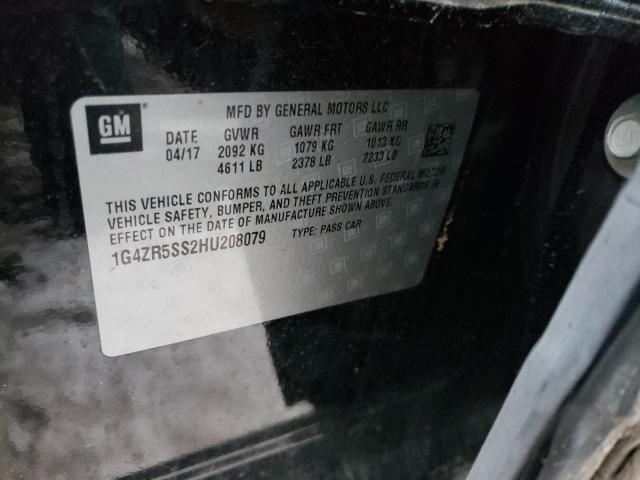 GM
MFD BY GENERAL MOTORS LLC
DATE GVWR GAWR FRT GAWR RR
04/17 2092 KG 1079 KG 1013 KG
4611 LB 2378 LB 2233 LB
THIS VEHICLE CONFORMS TO ALL APPLICABLE U.S. FEDERAL MOTOR
VEHICLE SAFETY, BUMPER, AND THEFT PREVENTION STANDARDS IN
EFFECT ON THE DATE OF MANUFACTURE SHOWN ABOVE.
1G4ZR5SS2HU208079 TYPE: PASS CAR